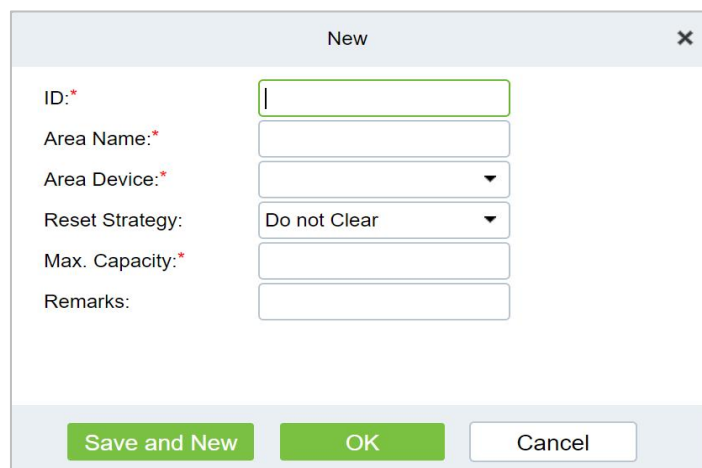 New
ID:*
Area Name:*
Area Device:*
Reset Strategy: Do not Clear
Max. Capacity:*
Remarks:
Save and New OK Cancel